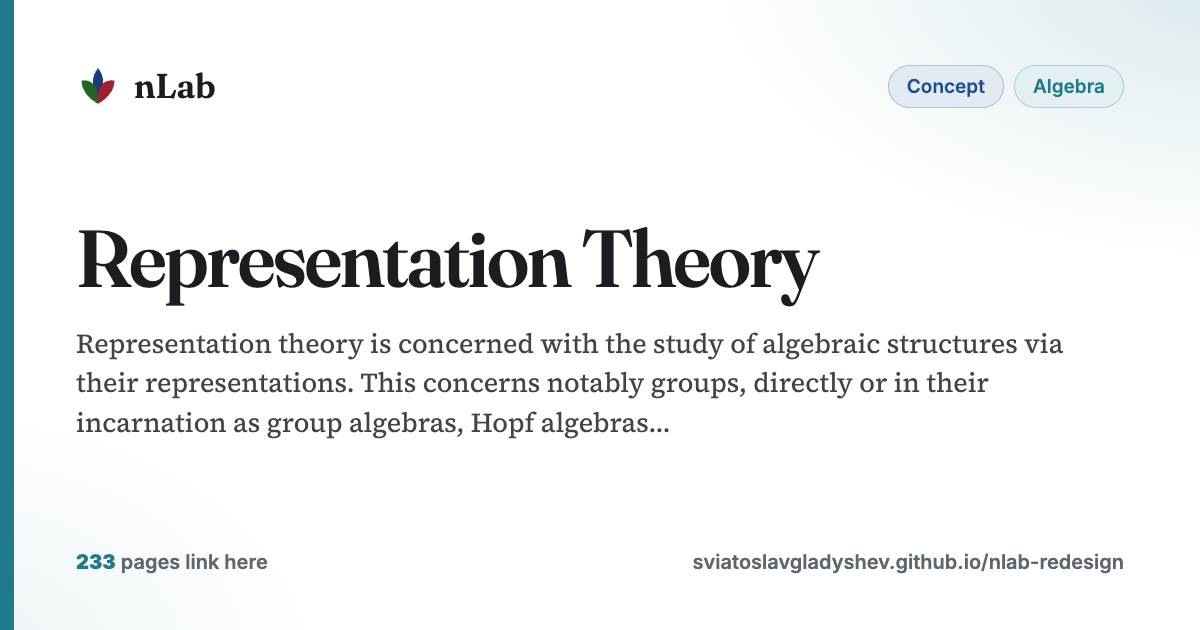 nLab
Concept
Algebra
Representation Theory
Representation theory is concerned with the study of algebraic structures via
their representations. This concerns notably groups, directly or in their
incarnation as group algebras, Hopf algebras...
233 pages link here
sviatoslavgladyshev.github.io/nlab-redesign